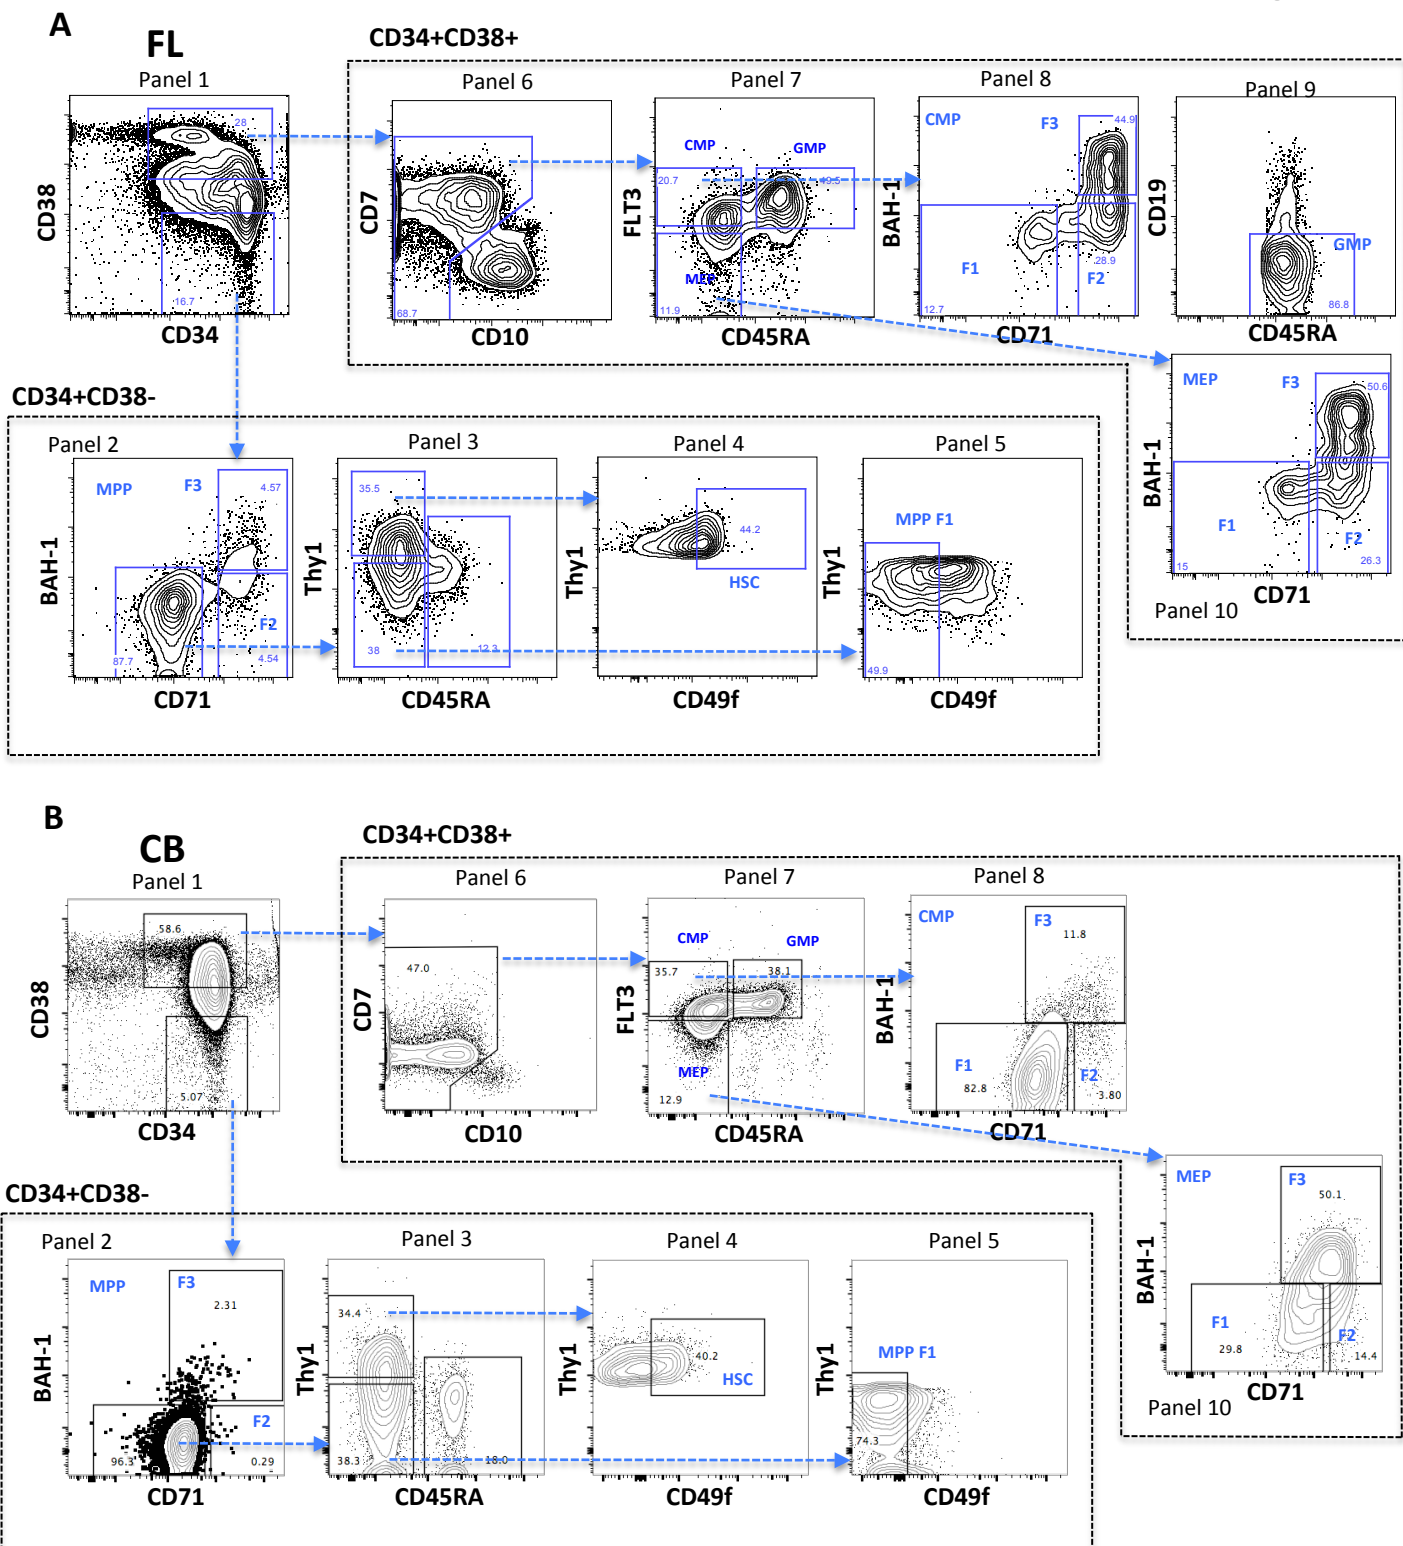 A
FL
CD34+CD38+
Panel 1
28
16.7
CD38
CD34
Panel 6
68.7
CD7
CD10
Panel 7
CMP
GMP
20.7
49.5
MEP
11.9
FLT3
CD45RA
Panel 8
CMP
F3
44.9
F1
28.9
F2
12.7
BAH-1
CD71
Panel 9
GMP
86.8
CD19
CD45RA
MEP
F3
50.6
F1
F2
15
26.3
BAH-1
CD71
Panel 10
CD34+CD38-
Panel 2
MPP
F3
4.57
F2
87.7
4.54
BAH-1
CD71
Panel 3
35.5
38
12.3
Thy1
CD45RA
Panel 4
44.2
HSC
Thy1
CD49f
Panel 5
MPP F1
49.9
Thy1
CD49f
B
CB
CD34+CD38+
Panel 1
58.6
5.07
CD38
CD34
Panel 6
47.0
CD7
CD10
Panel 7
CMP
GMP
35.7
38.1
MEP
12.9
FLT3
CD45RA
Panel 8
CMP
F3
11.8
F1
F2
82.8
3.80
BAH-1
CD71
MEP
F3
50.1
F1
F2
29.8
14.4
BAH-1
CD71
Panel 10
CD34+CD38-
Panel 2
MPP
F3
2.31
F2
96.3
0.29
BAH-1
CD71
Panel 3
34.4
38.3
18.0
Thy1
CD45RA
Panel 4
40.2
HSC
Thy1
CD49f
Panel 5
MPP F1
74.3
Thy1
CD49f